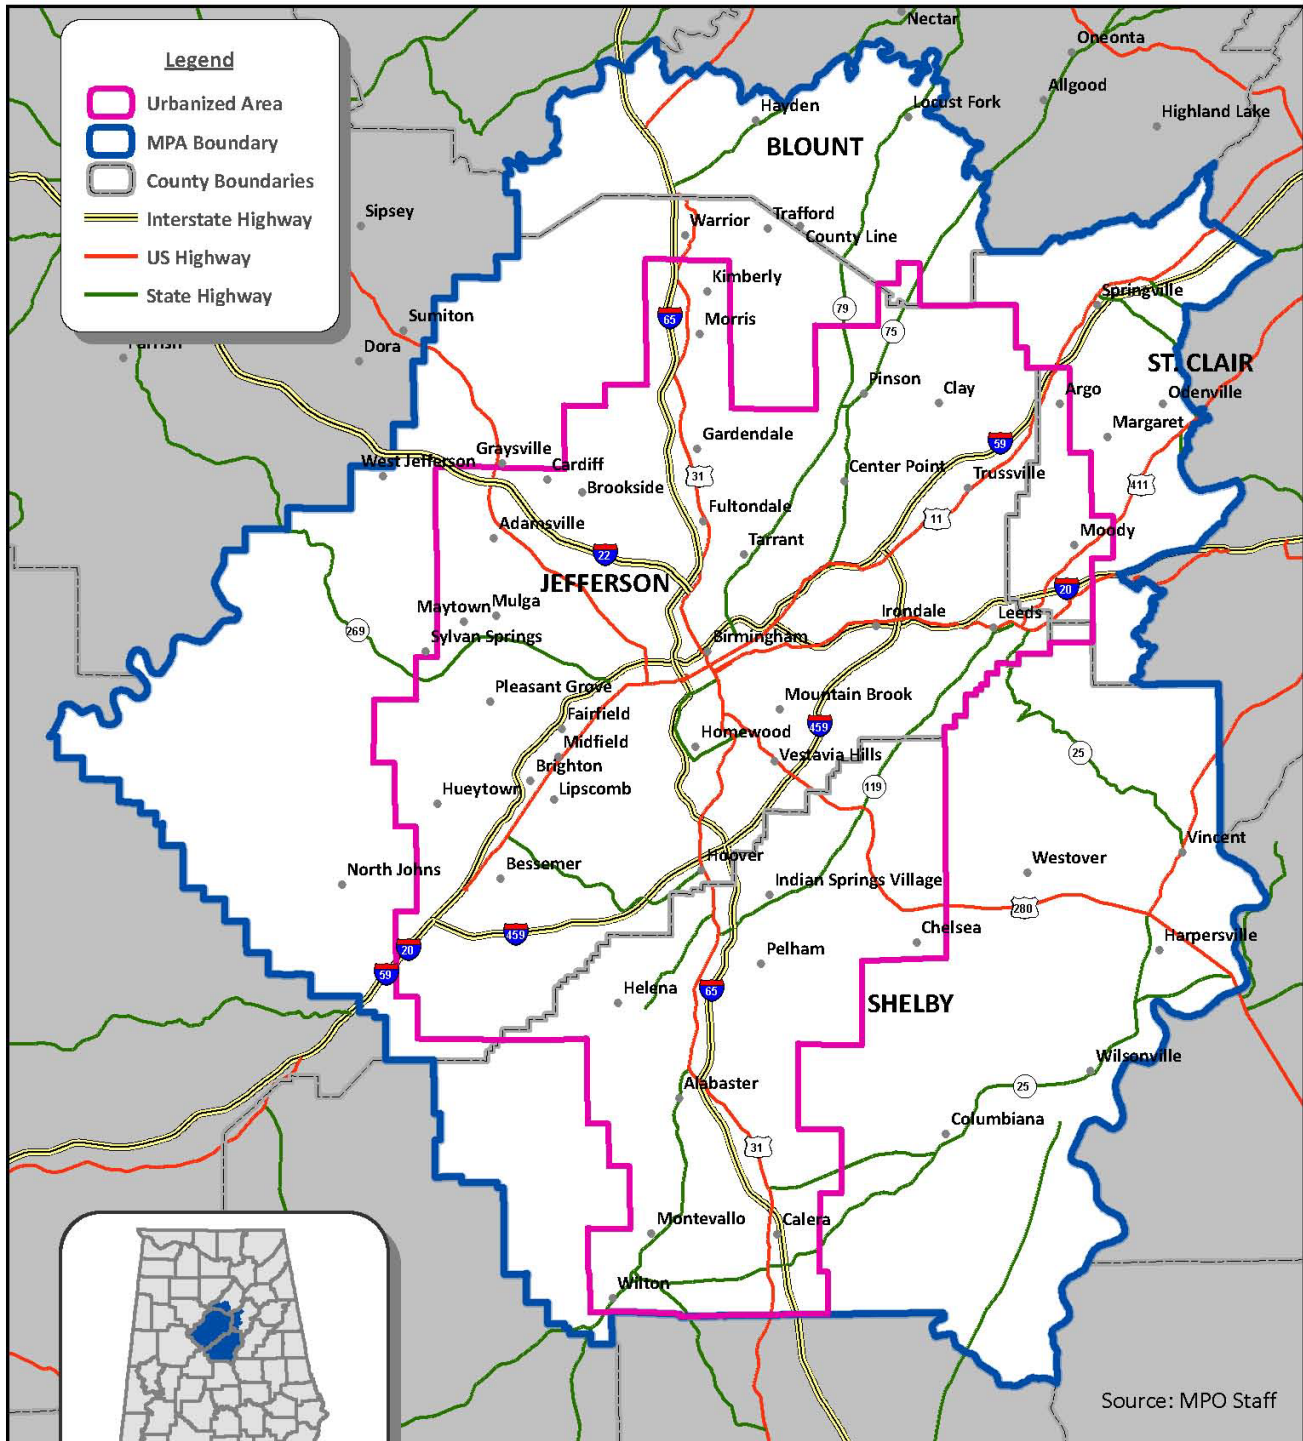 Legend
Urbanized Area
MPA Boundary
County Boundaries
Interstate Highway
US Highway
State Highway
Nectar
Oneonta
Allgood
Highland Lake
Hayden
Locust Fork
BLOUNT
Sipsey
Warrior
Trafford
County Line
Kimberly
Springville
Sumiton
65
Morris
79
75
Dora
ST. CLAIR
Pinson
Clay
Argo
Odenville
Margaret
Gardendale
59
Graysville
West Jefferson
Cardiff
Brookside
31
Center Point
Trussville
411
Fultondale
11
Adamsville
Tarrant
Moody
22
JEFFERSON
20
Maytown
Mulga
Irondale
Leeds
269
Sylvan Springs
Birmingham
Pleasant Grove
Mountain Brook
Fairfield
459
Midfield
Homewood
Vestavia Hills
25
Brighton
Hueytown
Lipscomb
119
Vincent
North Johns
Bessemer
Hoover
Westover
Indian Springs Village
280
459
Chelsea
Harpersville
20
Pelham
59
Helena
65
SHELBY
Wilsonville
Alabaster
25
Columbiana
31
Montevallo
Calera
Wilton
Source: MPO Staff